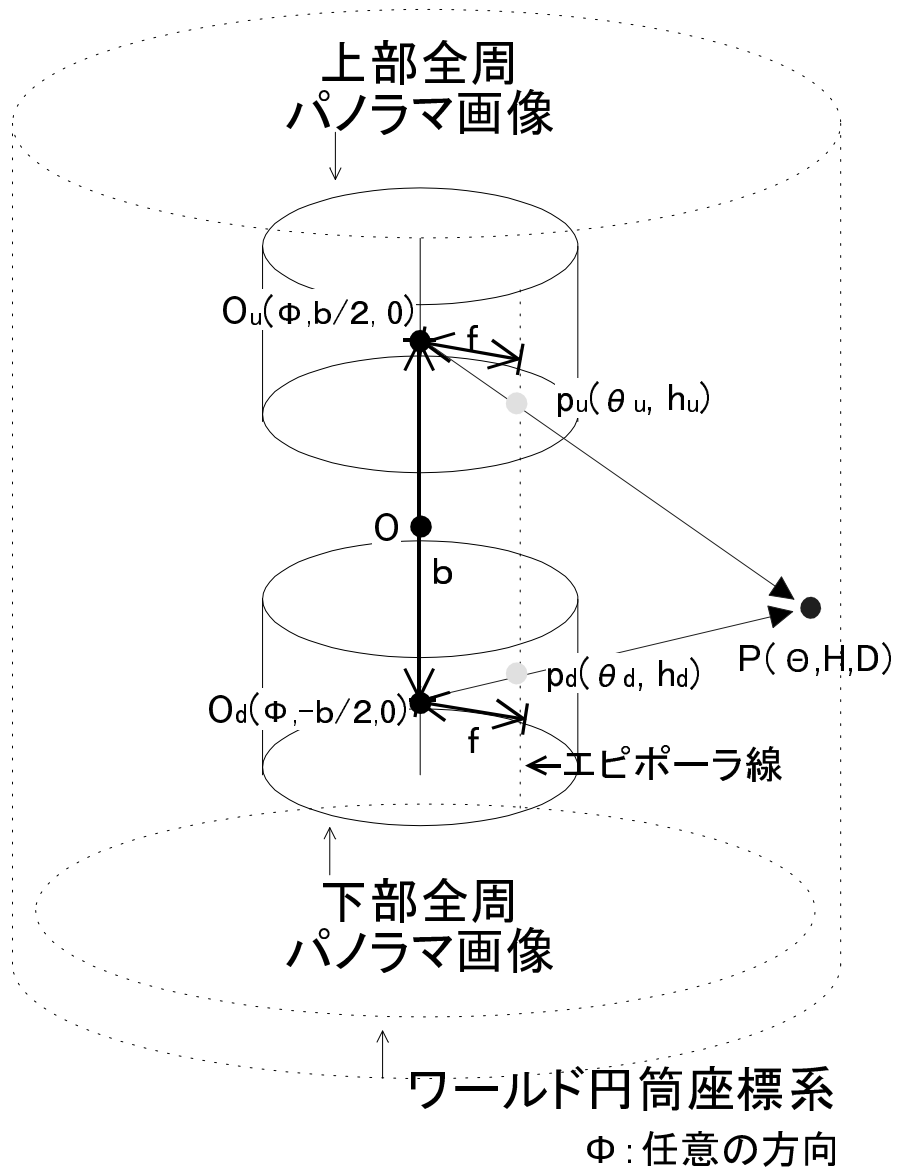 上部全周
パノラマ画像
Ou(Φ,b/2, 0)
f
pu(θu, hu)
O
b
P(Θ,H,D)
pd(θd, hd)
Od(Φ,-b/2,0)
f
エピポーラ線
下部全周
パノラマ画像
ワールド円筒座標系
Φ:任意の方向